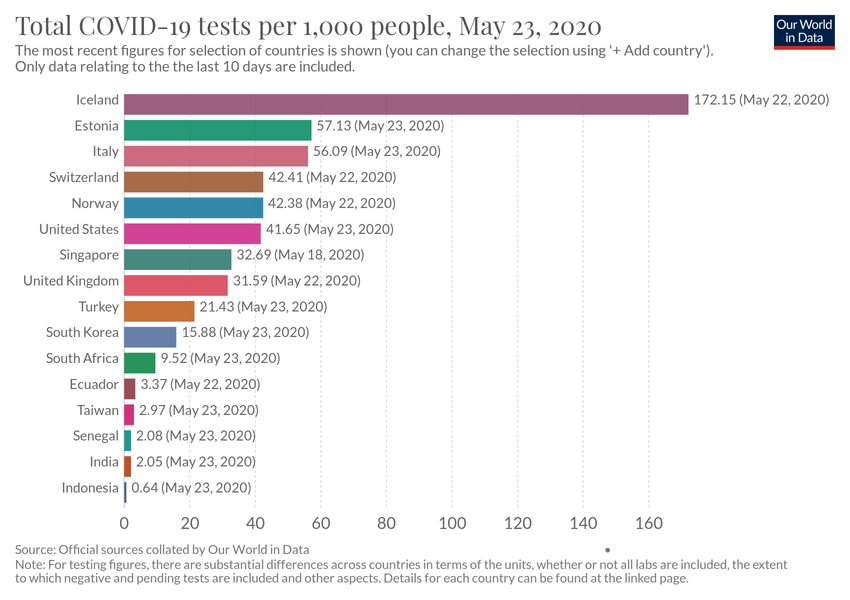 Total COVID-19 tests per 1,000 people, May 23, 2020
Our World
in Data
The most recent figures for selection of countries is shown (you can change the selection using '+ Add country').
Only data relating to the the last 10 days are included.
Iceland 172.15 (May 22, 2020)
Estonia 57.13 (May 23, 2020)
Italy 56.09 (May 23, 2020)
Switzerland 42.41 (May 22, 2020)
Norway 42.38 (May 22, 2020)
United States 41.65 (May 23, 2020)
Singapore 32.69 (May 18, 2020)
United Kingdom 31.59 (May 22, 2020)
Turkey 21.43 (May 23, 2020)
South Korea 15.88 (May 23, 2020)
South Africa 9.52 (May 23, 2020)
Ecuador 3.37 (May 22, 2020)
Taiwan 2.97 (May 23, 2020)
Senegal 2.08 (May 23, 2020)
India 2.05 (May 23, 2020)
Indonesia 0.64 (May 23, 2020)
0 20 40 60 80 100 120 140 160
Source: Official sources collated by Our World in Data
Note: For testing figures, there are substantial differences across countries in terms of the units, whether or not all labs are included, the extent
to which negative and pending tests are included and other aspects. Details for each country can be found at the linked page.